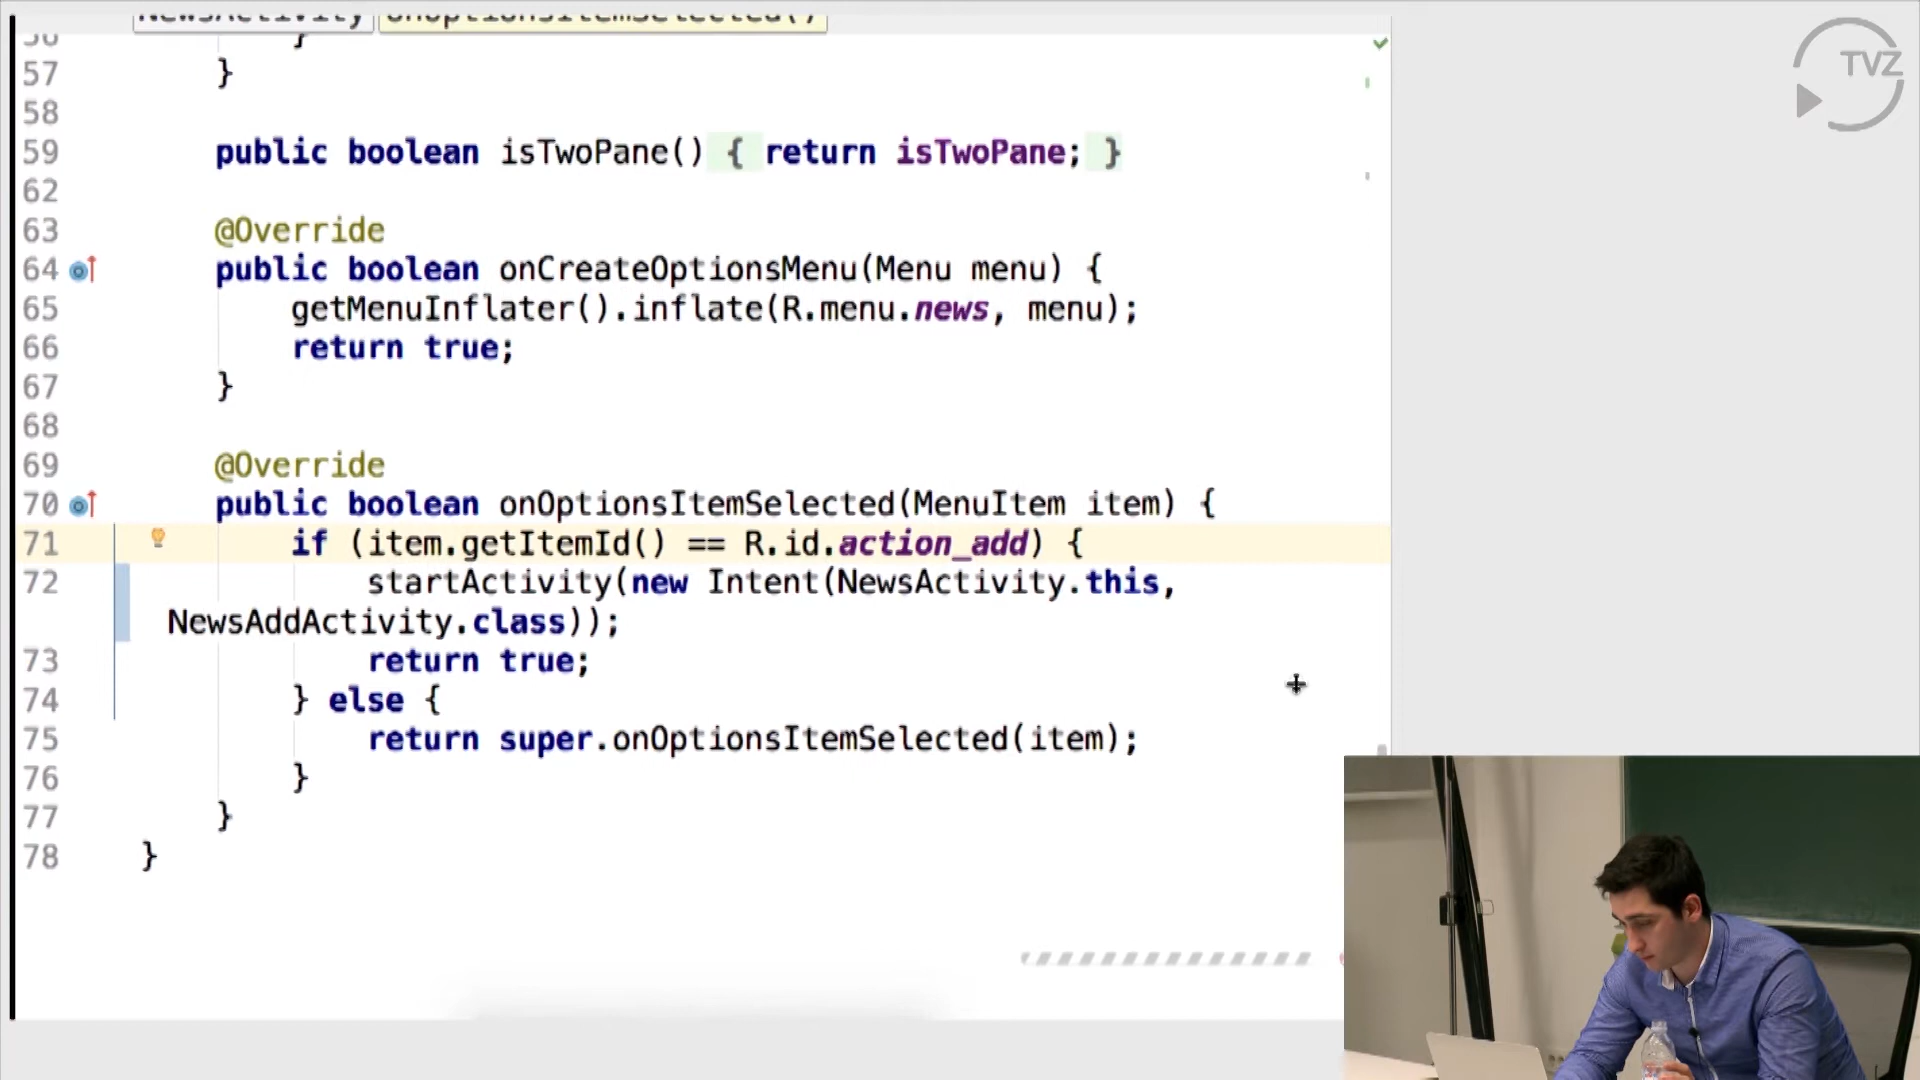 NewsActivity onOptionsItemSelected()
TVZ
56 }
57 }
58
59 public boolean isTwoPane() { return isTwoPane; }
62
63 @Override
64 public boolean onCreateOptionsMenu(Menu menu) {
65 getMenuInflater().inflate(R.menu.news, menu);
66 return true;
67 }
68
69 @Override
70 public boolean onOptionsItemSelected(MenuItem item) {
71 if (item.getItemId() == R.id.action_add) {
72 startActivity(new Intent(NewsActivity.this,
NewsAddActivity.class));
73 return true;
74 } else {
75 return super.onOptionsItemSelected(item);
76 }
77 }
78 }